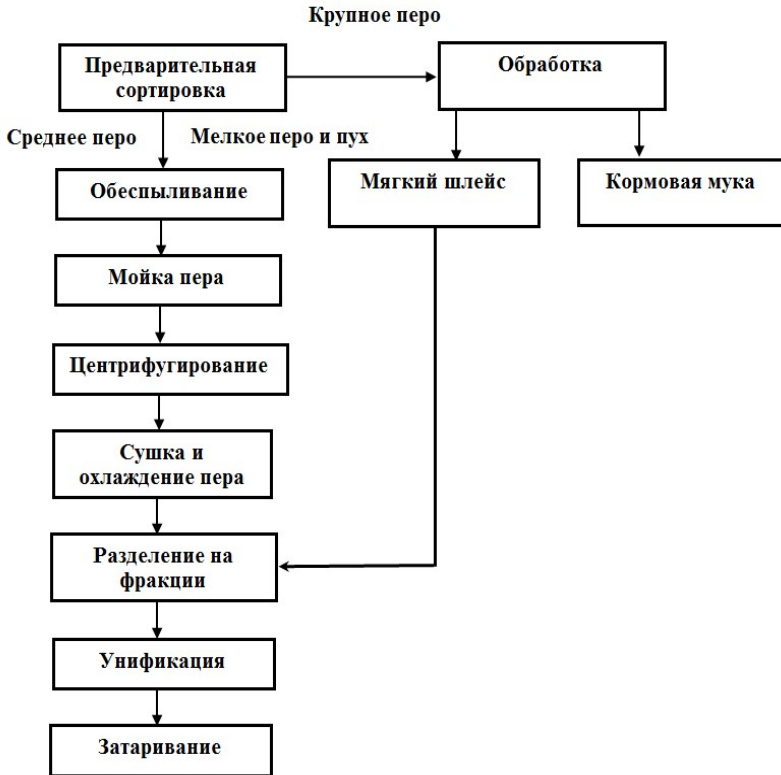 Крупное перо
Предварительная
сортировка
Обработка
Среднее перо
Мелкое перо и пух
Обеспыливание
Мягкий шлейс
Кормовая мука
Мойка пера
Центрифугирование
Сушка и
охлаждение пера
Разделение на
фракции
Унификация
Затаривание